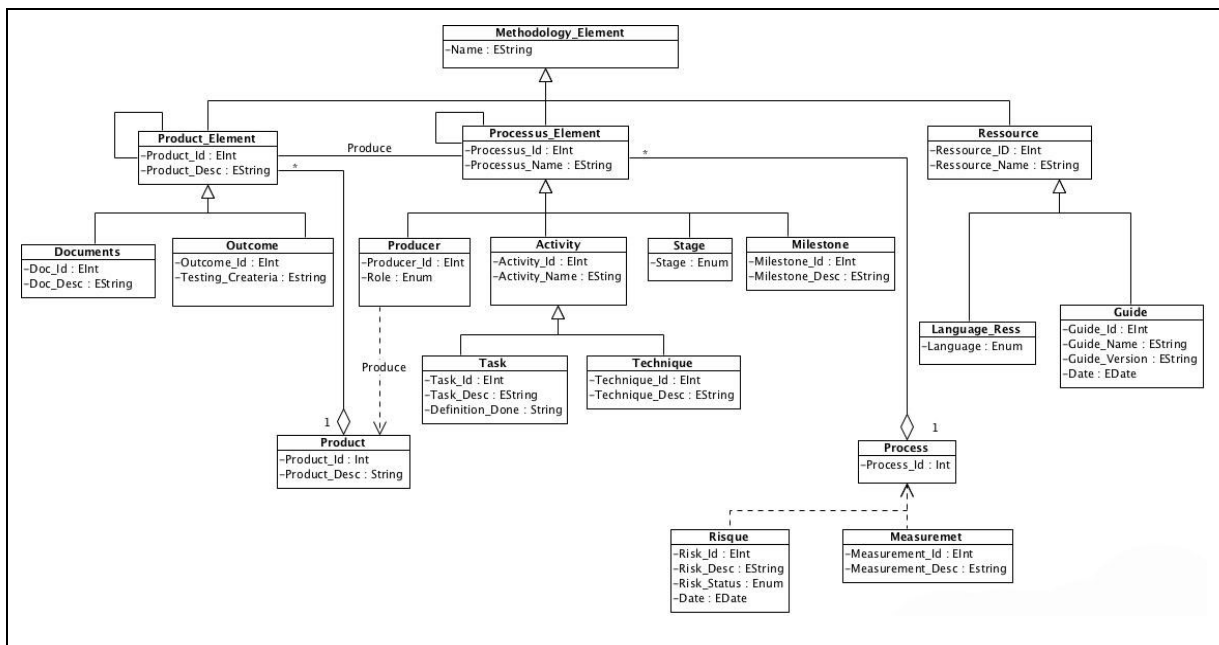 Methodology_Element
-Name : EString
Product_Element
-Product_Id : EInt
-Product_Desc : EString
*
Produce
Processus_Element
-Processus_Id : EInt
-Processus_Name : EString
*
Ressource
-Ressource_ID : EInt
-Ressource_Name : EString
Documents
-Doc_Id : EInt
-Doc_Desc : EString
Outcome
-Outcome_Id : EInt
-Testing_Createria : Estring
Producer
-Producer_Id : EInt
-Role : Enum
Activity
-Activity_Id : EInt
-Activity_Name : ESting
Stage
-Stage : Enum
Milestone
-Milestone_Id : EInt
-Milestone_Desc : EString
Language_Ress
-Language : Enum
Guide
-Guide_Id : EInt
-Guide_Name : EString
-Guide_Version : EString
-Date : EDate
Produce
Task
-Task_Id : EInt
-Task_Desc : EString
-Definition_Done : String
Technique
-Technique_Id : EInt
-Technique_Desc : EString
1
Product
-Product_Id : Int
-Product_Desc : String
1
Process
-Process_Id : Int
Risque
-Risk_Id : EInt
-Risk_Desc : EString
-Risk_Status : Enum
-Date : EDate
Measuremet
-Measurement_Id : EInt
-Measurement_Desc : Estring